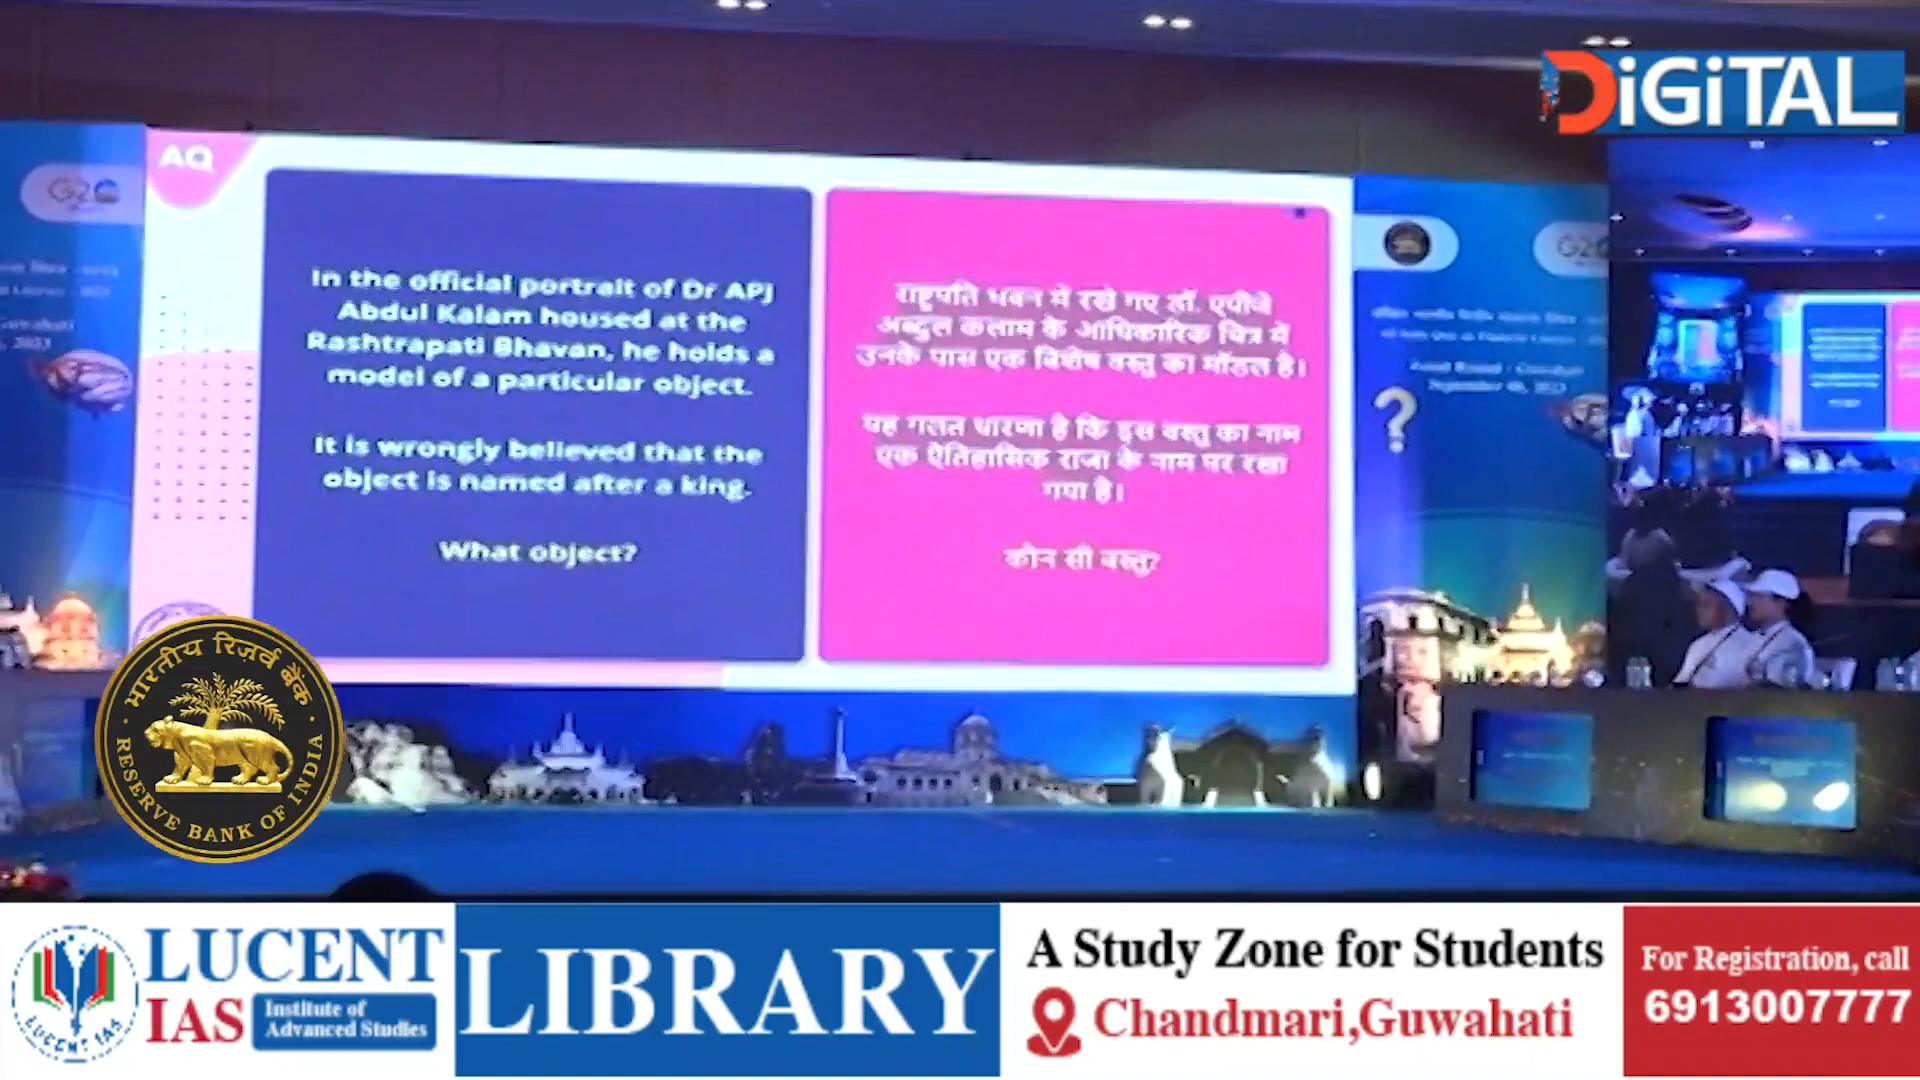 DiGiTAL
AQ
G20
In the official portrait of Dr APJ
Abdul Kalam housed at the
Rashtrapati Bhavan, he holds a
model of a particular object.
It is wrongly believed that the
object is named after a king.
What object?
राष्ट्रपति भवन में रखे गए डॉ. एपीजे
अब्दुल कलाम के आधिकारिक चित्र में
उनके पास एक विशेष वस्तु का मॉडल है।
यह गलत धारणा है कि इस वस्तु का नाम
एक ऐतिहासिक राजा के नाम पर रखा
गया है।
कौन सी वस्तु?
G20
?
भारतीय रिज़र्व बैंक
RESERVE BANK OF INDIA
LUCENT
IAS
Institute of
Advanced Studies
LUCENT IAS
LIBRARY
A Study Zone for Students
Chandmari,Guwahati
For Registration, call
6913007777